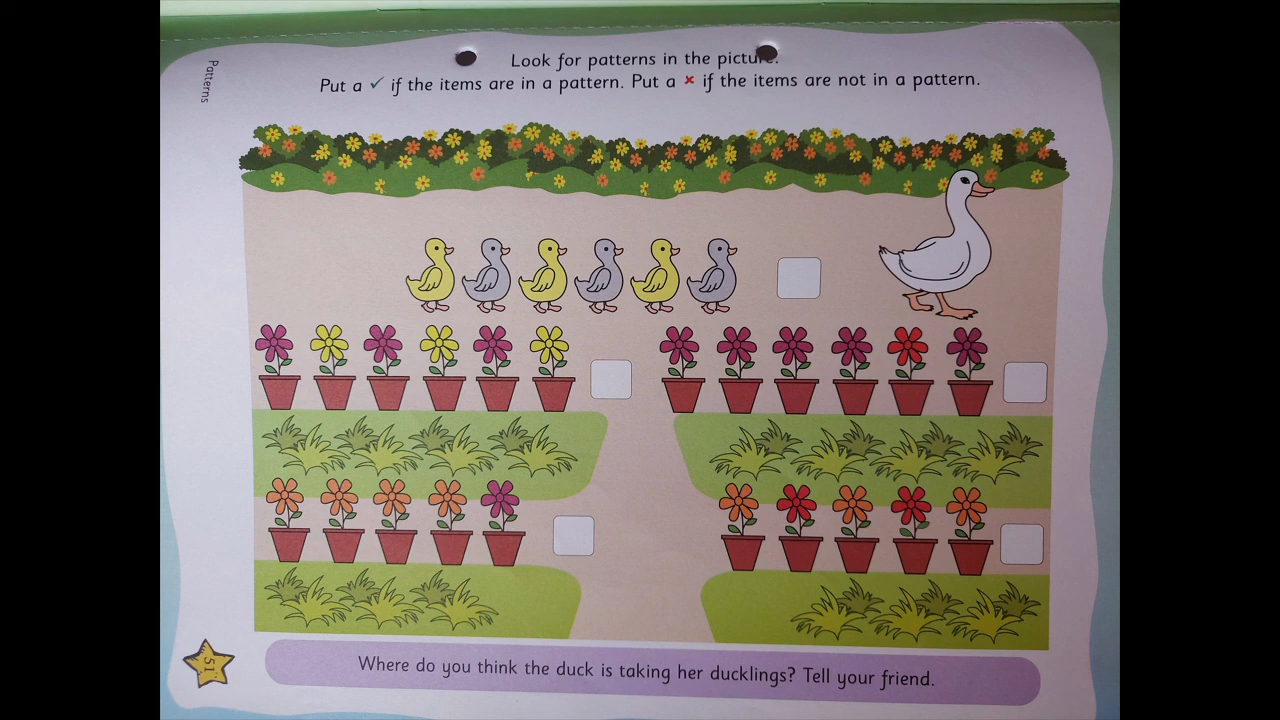 Patterns
Look for patterns in the picture.
Put a ✓ if the items are in a pattern. Put a ✗ if the items are not in a pattern.
Where do you think the duck is taking her ducklings? Tell your friend.
51